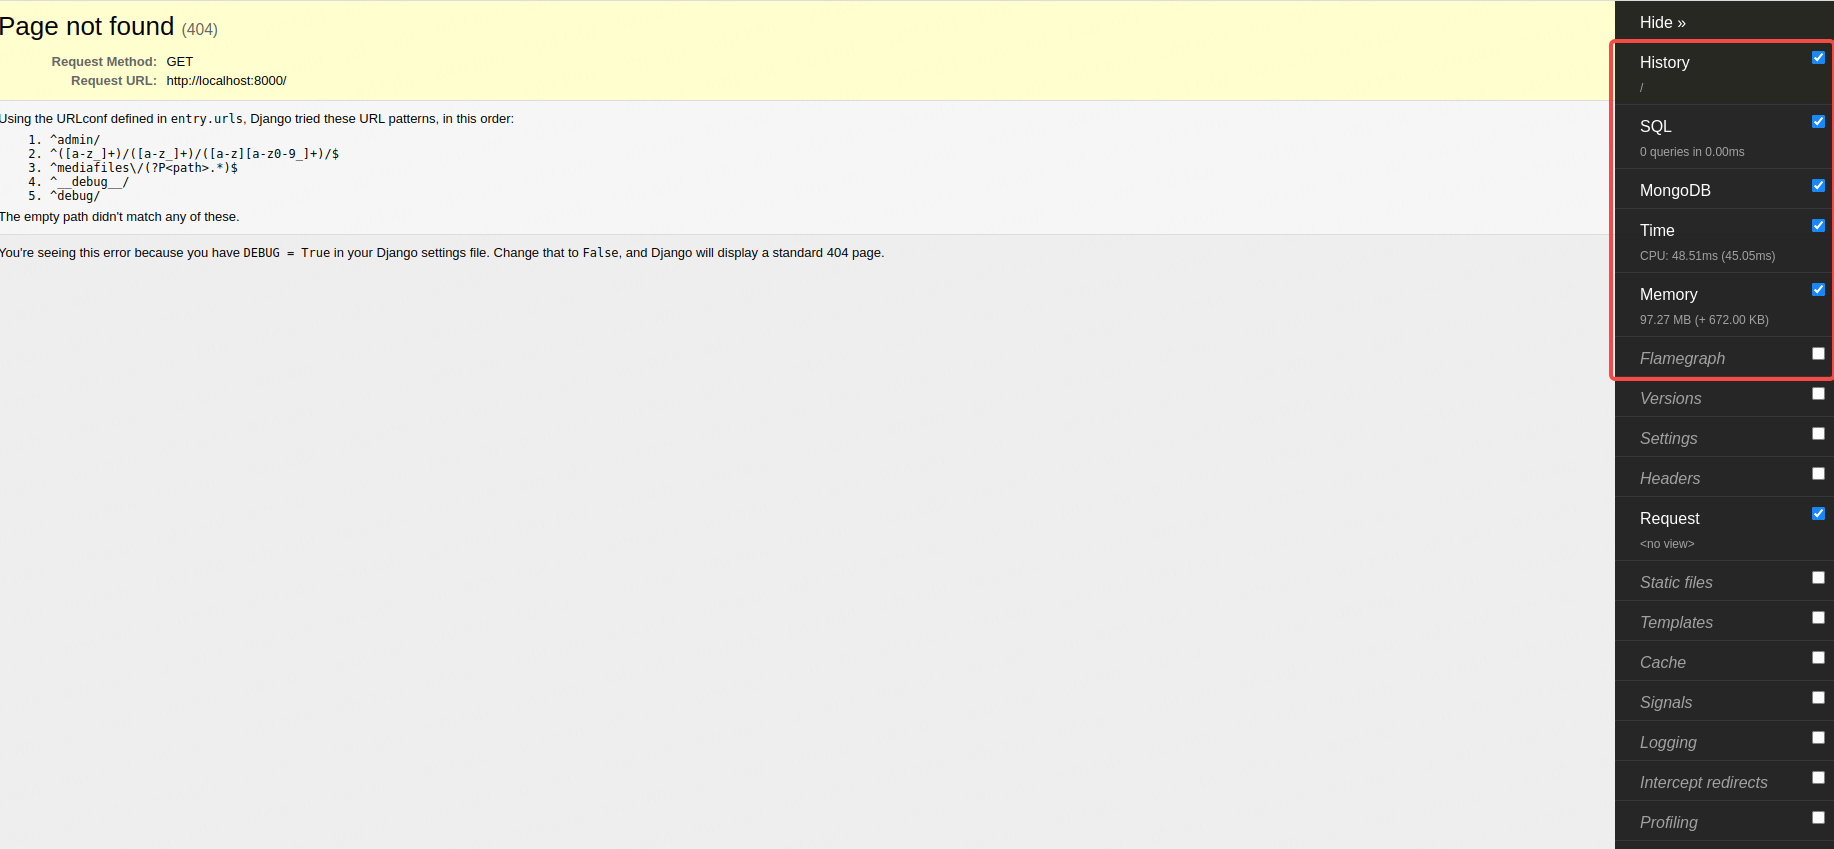 Page not found (404)
Request Method: GET
Request URL: http://localhost:8000/
Using the URLconf defined in entry.urls, Django tried these URL patterns, in this order:
1. ^admin/
2. ^([a-z_]+)/([a-z_]+)/([a-z][a-z0-9_]+)/$
3. ^mediafiles\/(?P<path>.*)$
4. ^__debug__/
5. ^debug/
The empty path didn't match any of these.
You're seeing this error because you have DEBUG = True in your Django settings file. Change that to False, and Django will display a standard 404 page.
Hide »
History
/
SQL
0 queries in 0.00ms
MongoDB
Time
CPU: 48.51ms (45.05ms)
Memory
97.27 MB (+ 672.00 KB)
Flamegraph
Versions
Settings
Headers
Request
<no view>
Static files
Templates
Cache
Signals
Logging
Intercept redirects
Profiling